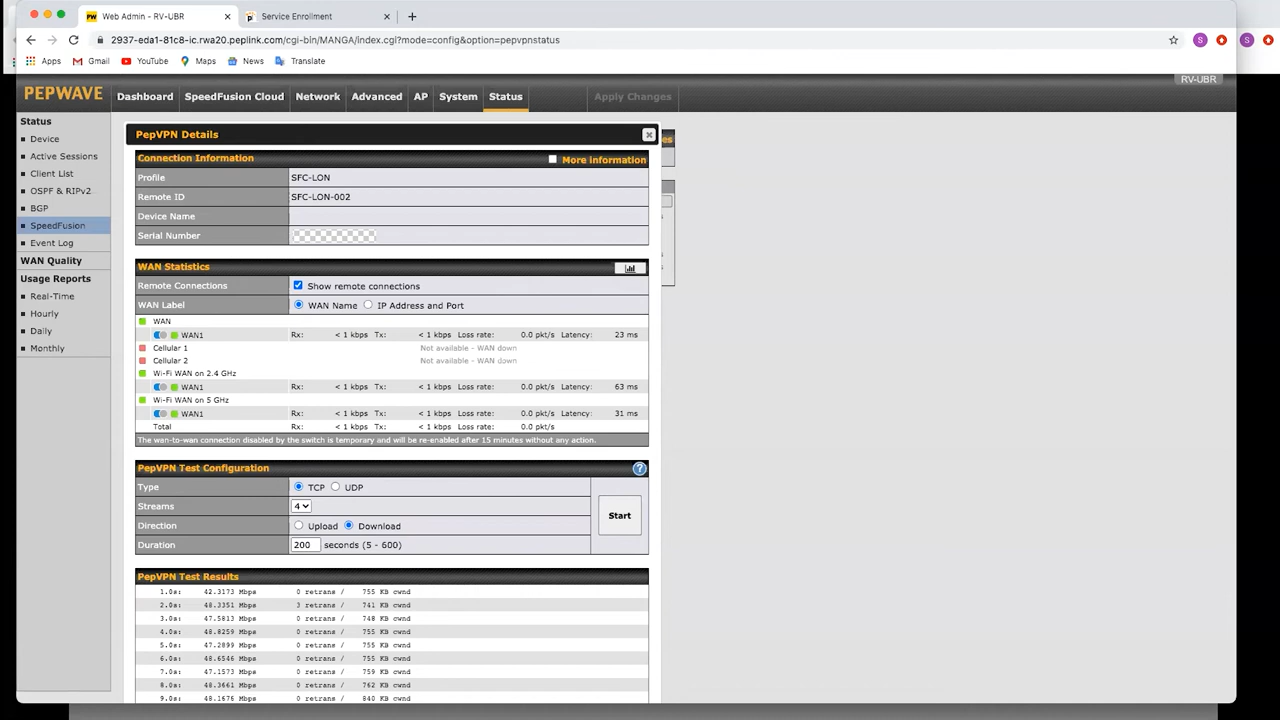 Web Admin - RV-UBR
Service Enrollment
2937-eda1-81c8-ic.rwa20.peplink.com/cgi-bin/MANGA/index.cgi?mode=config&option=pepvpnstatus
S
S
Apps Gmail YouTube Maps News Translate
RV-UBR
PEPWAVE Dashboard SpeedFusion Cloud Network Advanced AP System Status Apply Changes
Status
Device
Active Sessions
Client List
OSPF & RIPv2
BGP
SpeedFusion
Event Log
WAN Quality
Usage Reports
Real-Time
Hourly
Daily
Monthly
PepVPN Details
Connection Information More information
Profile SFC-LON
Remote ID SFC-LON-002
Device Name
Serial Number
WAN Statistics
Remote Connections Show remote connections
WAN Label WAN Name IP Address and Port
WAN
WAN1 Rx: < 1 kbps Tx: < 1 kbps Loss rate: 0.0 pkt/s Latency: 23 ms
Cellular 1 Not available - WAN down
Cellular 2 Not available - WAN down
Wi-Fi WAN on 2.4 GHz
WAN1 Rx: < 1 kbps Tx: < 1 kbps Loss rate: 0.0 pkt/s Latency: 63 ms
Wi-Fi WAN on 5 GHz
WAN1 Rx: < 1 kbps Tx: < 1 kbps Loss rate: 0.0 pkt/s Latency: 31 ms
Total Rx: < 1 kbps Tx: < 1 kbps Loss rate: 0.0 pkt/s
The wan-to-wan connection disabled by the switch is temporary and will be re-enabled after 15 minutes without any action.
PepVPN Test Configuration ?
Type TCP UDP
Streams 4
Direction Upload Download
Duration 200 seconds (5 - 600)
Start
PepVPN Test Results
1.0s: 42.3173 Mbps 0 retrans / 755 KB cwnd
2.0s: 48.3351 Mbps 3 retrans / 741 KB cwnd
3.0s: 47.5813 Mbps 0 retrans / 748 KB cwnd
4.0s: 48.8259 Mbps 0 retrans / 755 KB cwnd
5.0s: 47.2899 Mbps 0 retrans / 755 KB cwnd
6.0s: 48.6546 Mbps 0 retrans / 755 KB cwnd
7.0s: 47.1573 Mbps 0 retrans / 759 KB cwnd
8.0s: 48.3661 Mbps 0 retrans / 762 KB cwnd
9.0s: 48.1676 Mbps 0 retrans / 840 KB cwnd